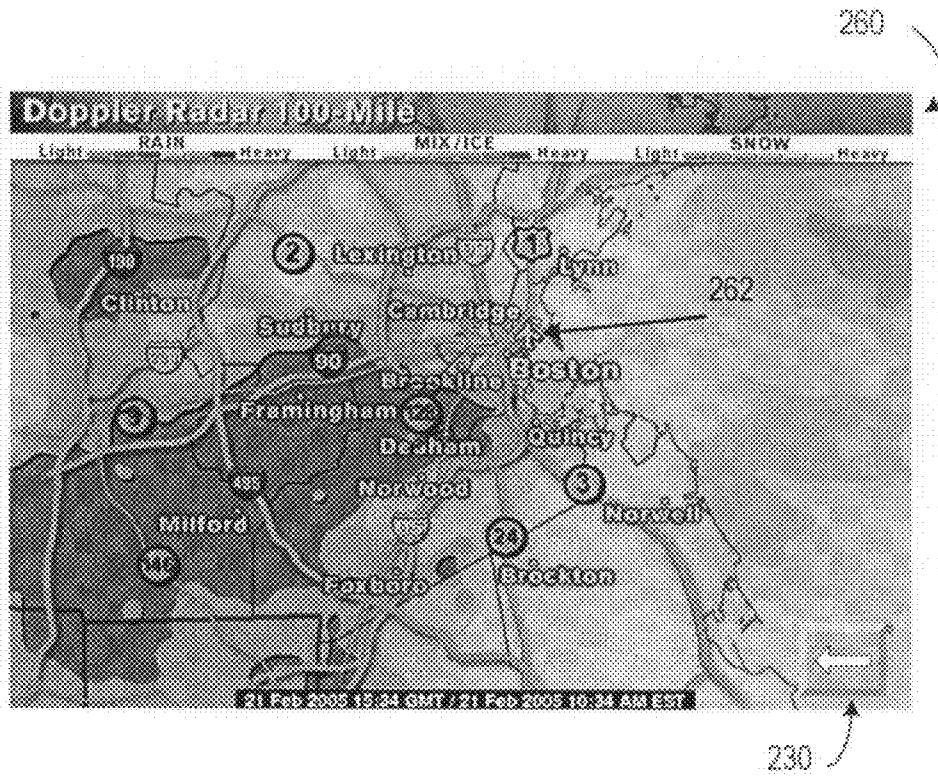 260
Doppler Radar 100-Mile
RAIN MIX/ICE SNOW
Light Heavy Light Heavy Light Heavy
2 Lexington 1 Lynn
190
Clinton
262
Sudbury Cambridge
90 Brookline Boston
Framingham
Dedham Quincy
495 Norwood 3
Norwell
Milford
24
146
Foxboro Brockton
21 Feb 2005 15:34 GMT / 21 Feb 2005 10:34 AM EST
230